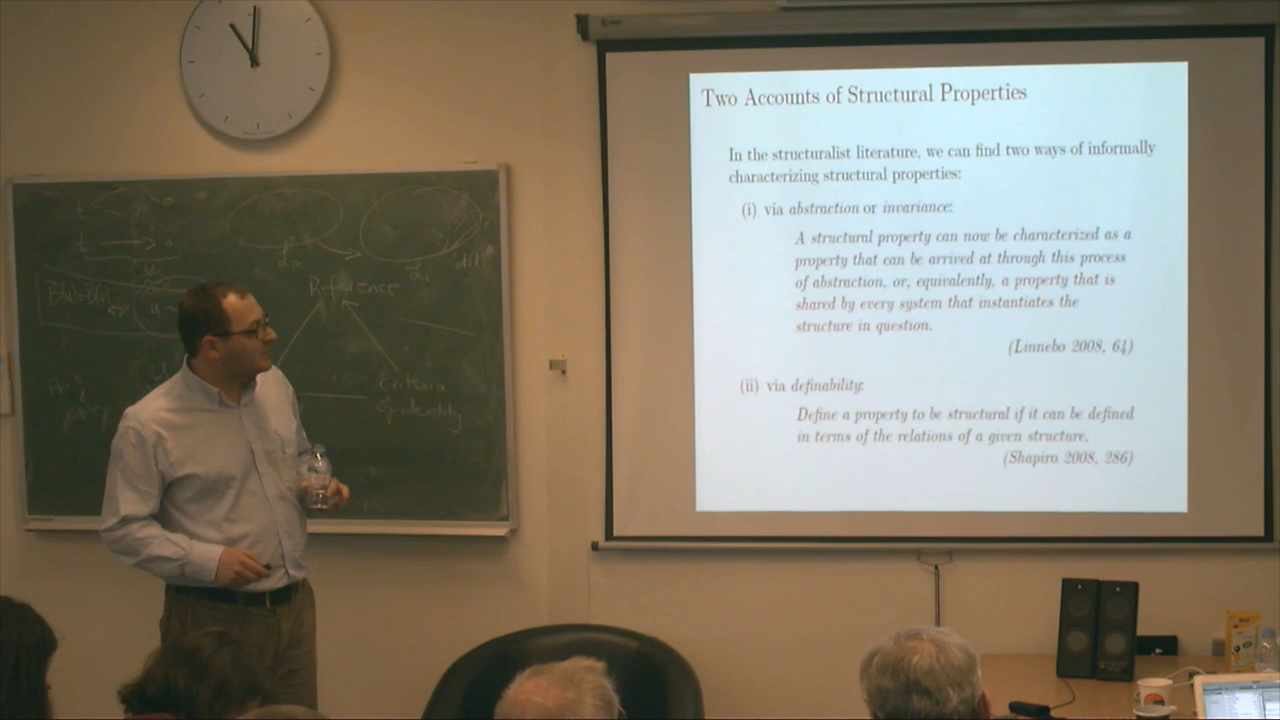 Two Accounts of Structural Properties
In the structuralist literature, we can find two ways of informally
characterizing structural properties:
(i) via abstraction or invariance:
A structural property can now be characterized as a
property that can be arrived at through this process
of abstraction, or, equivalently, a property that is
shared by every system that instantiates the
structure in question.
(Linnebo 2008, 64)
(ii) via definability:
Define a property to be structural if it can be defined
in terms of the relations of a given structure.
(Shapiro 2008, 286)
Reference
Criteria
of identity